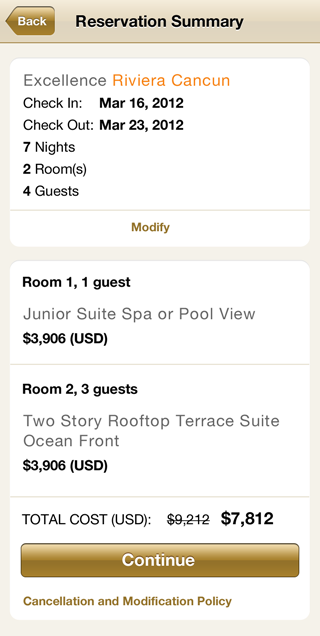 Back
Reservation Summary
Excellence Riviera Cancun
Check In: Mar 16, 2012
Check Out: Mar 23, 2012
7 Nights
2 Room(s)
4 Guests
Modify
Room 1, 1 guest
Junior Suite Spa or Pool View
$3,906 (USD)
Room 2, 3 guests
Two Story Rooftop Terrace Suite
Ocean Front
$3,906 (USD)
TOTAL COST (USD): $9,212 $7,812
Continue
Cancellation and Modification Policy